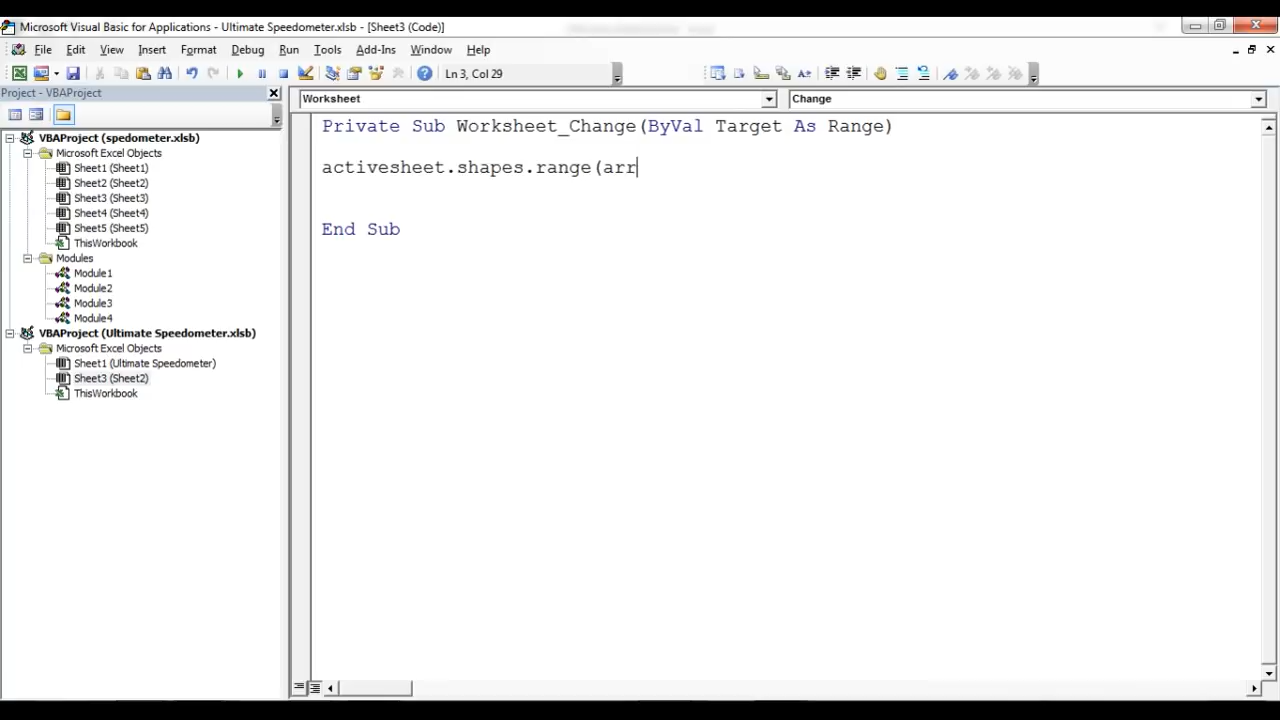 Microsoft Visual Basic for Applications - Ultimate Speedometer.xlsb - [Sheet3 (Code)]
File Edit View Insert Format Debug Run Tools Add-Ins Window Help
Ln 3, Col 29
Project - VBAProject
Worksheet Change
VBAProject (spedometer.xlsb)
Microsoft Excel Objects
Sheet1 (Sheet1)
Sheet2 (Sheet2)
Sheet3 (Sheet3)
Sheet4 (Sheet4)
Sheet5 (Sheet5)
ThisWorkbook
Modules
Module1
Module2
Module3
Module4
VBAProject (Ultimate Speedometer.xlsb)
Microsoft Excel Objects
Sheet1 (Ultimate Speedometer)
Sheet3 (Sheet2)
ThisWorkbook
Private Sub Worksheet_Change(ByVal Target As Range)
activesheet.shapes.range(arr
End Sub